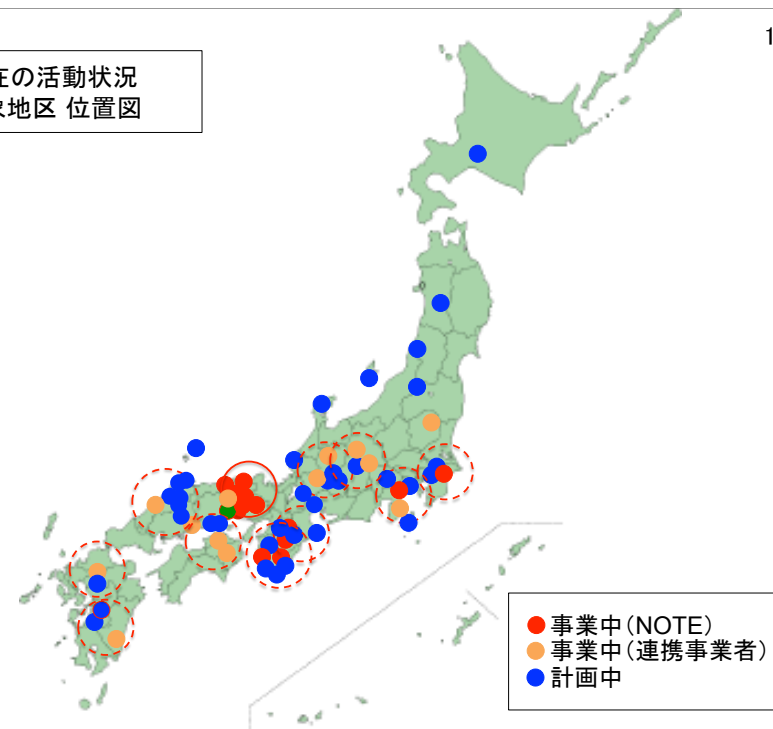 1
在の活動状況
地区 位置図
事業中(NOTE)
事業中(連携事業者)
計画中